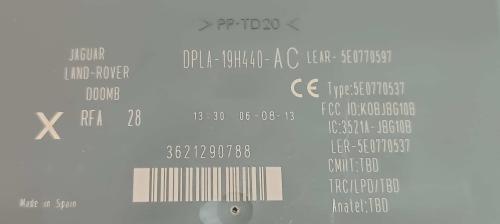 >PP-TD20<
JAGUAR
LAND-ROVER
DOOMB
X RFA 28
DPLA-19H440-AC
LEAR- 5E0770597
CE Type:5E0770537
FCC ID:KOBJBG10B
IC:3521A-JBG10B
LER-5E0770537
CMIIT:TBD
TRC/LPD/TBD
Anatel:TBD
13:30 06-08-13
3621290788
Made in Spain